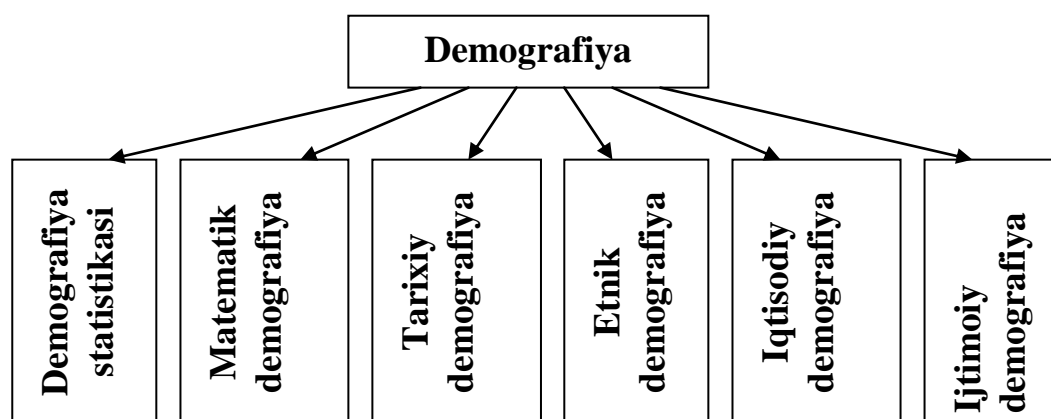 Demografiya
Demografiya
statistikasi
Matematik
demografiya
Tarixiy
demografiya
Etnik
demografiya
Iqtisodiy
demografiya
Ijtimoiy
demografiya